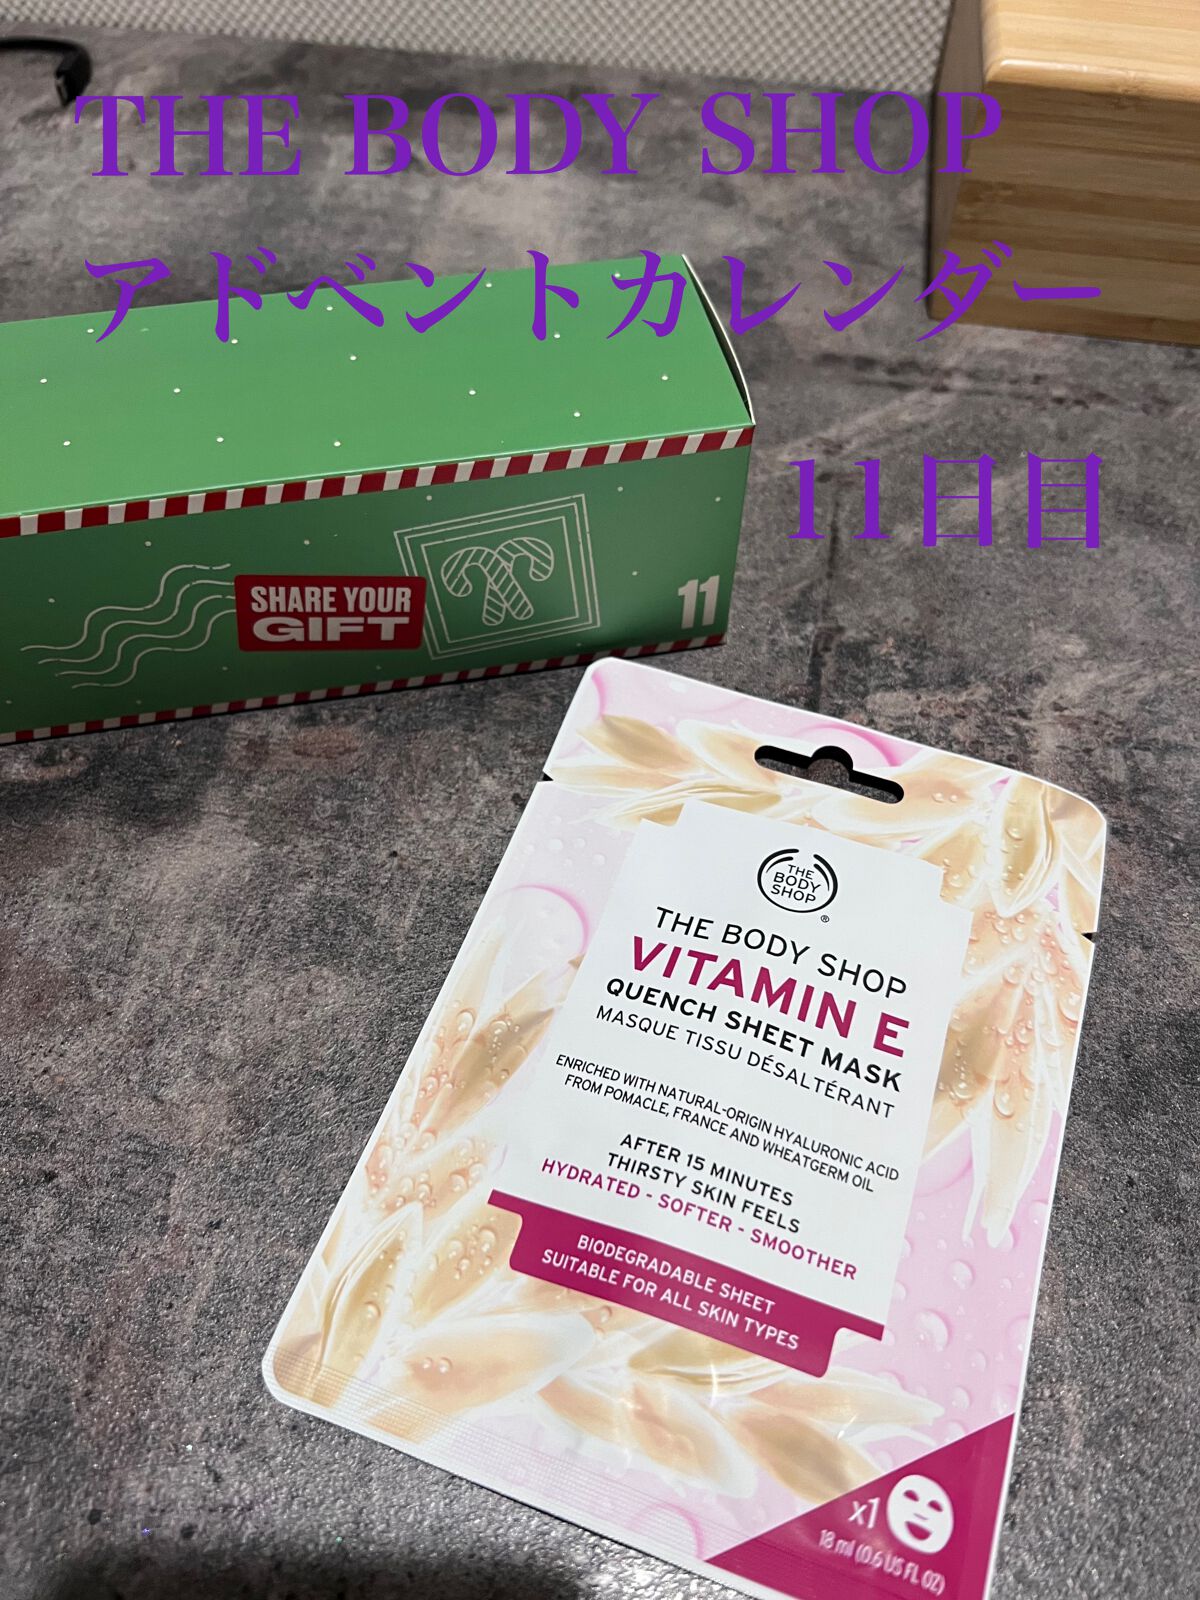 THE BODY SHOP
アドベントカレンダー
11日目
SHARE YOUR
GIFT
11
THE
BODY
SHOP
®
THE BODY SHOP
VITAMIN E
QUENCH SHEET MASK
MASQUE TISSU DÉSALTÉRANT
ENRICHED WITH NATURAL-ORIGIN HYALURONIC ACID
FROM POMACLE, FRANCE AND WHEATGERM OIL
AFTER 15 MINUTES
THIRSTY SKIN FEELS
HYDRATED - SOFTER - SMOOTHER
BIODEGRADABLE SHEET
SUITABLE FOR ALL SKIN TYPES
x1
18 ml (0.6 US FL OZ)